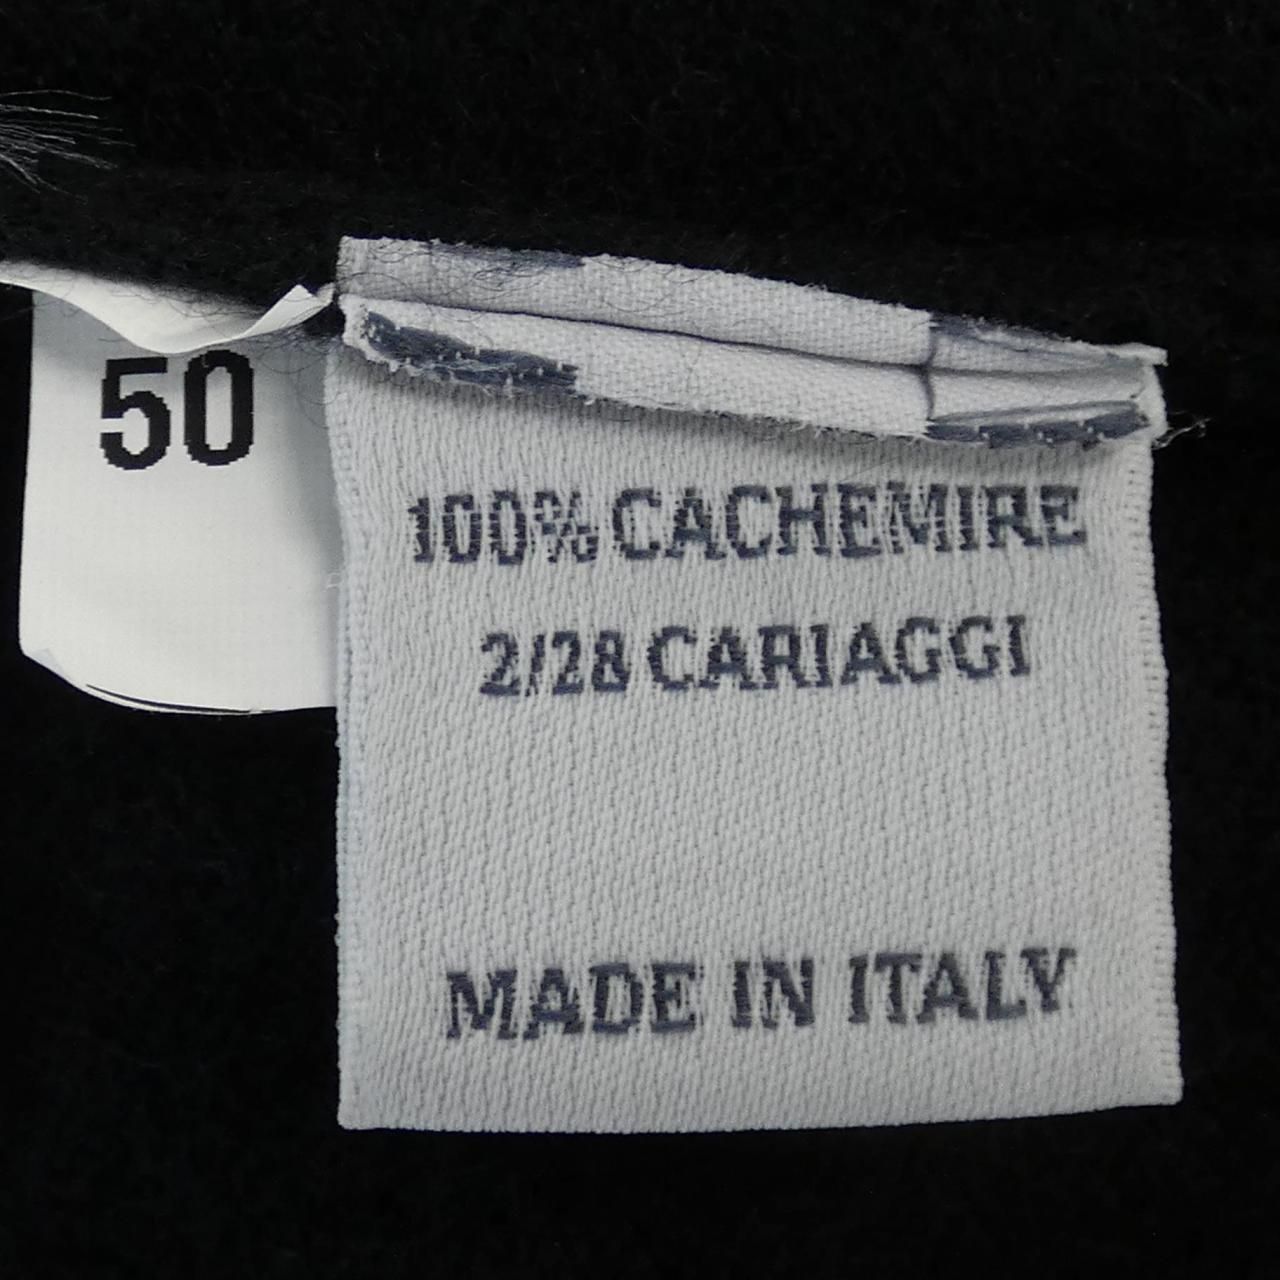 50
100% CACHEMIRE
2/28 CARIAGGI
MADE IN ITALY